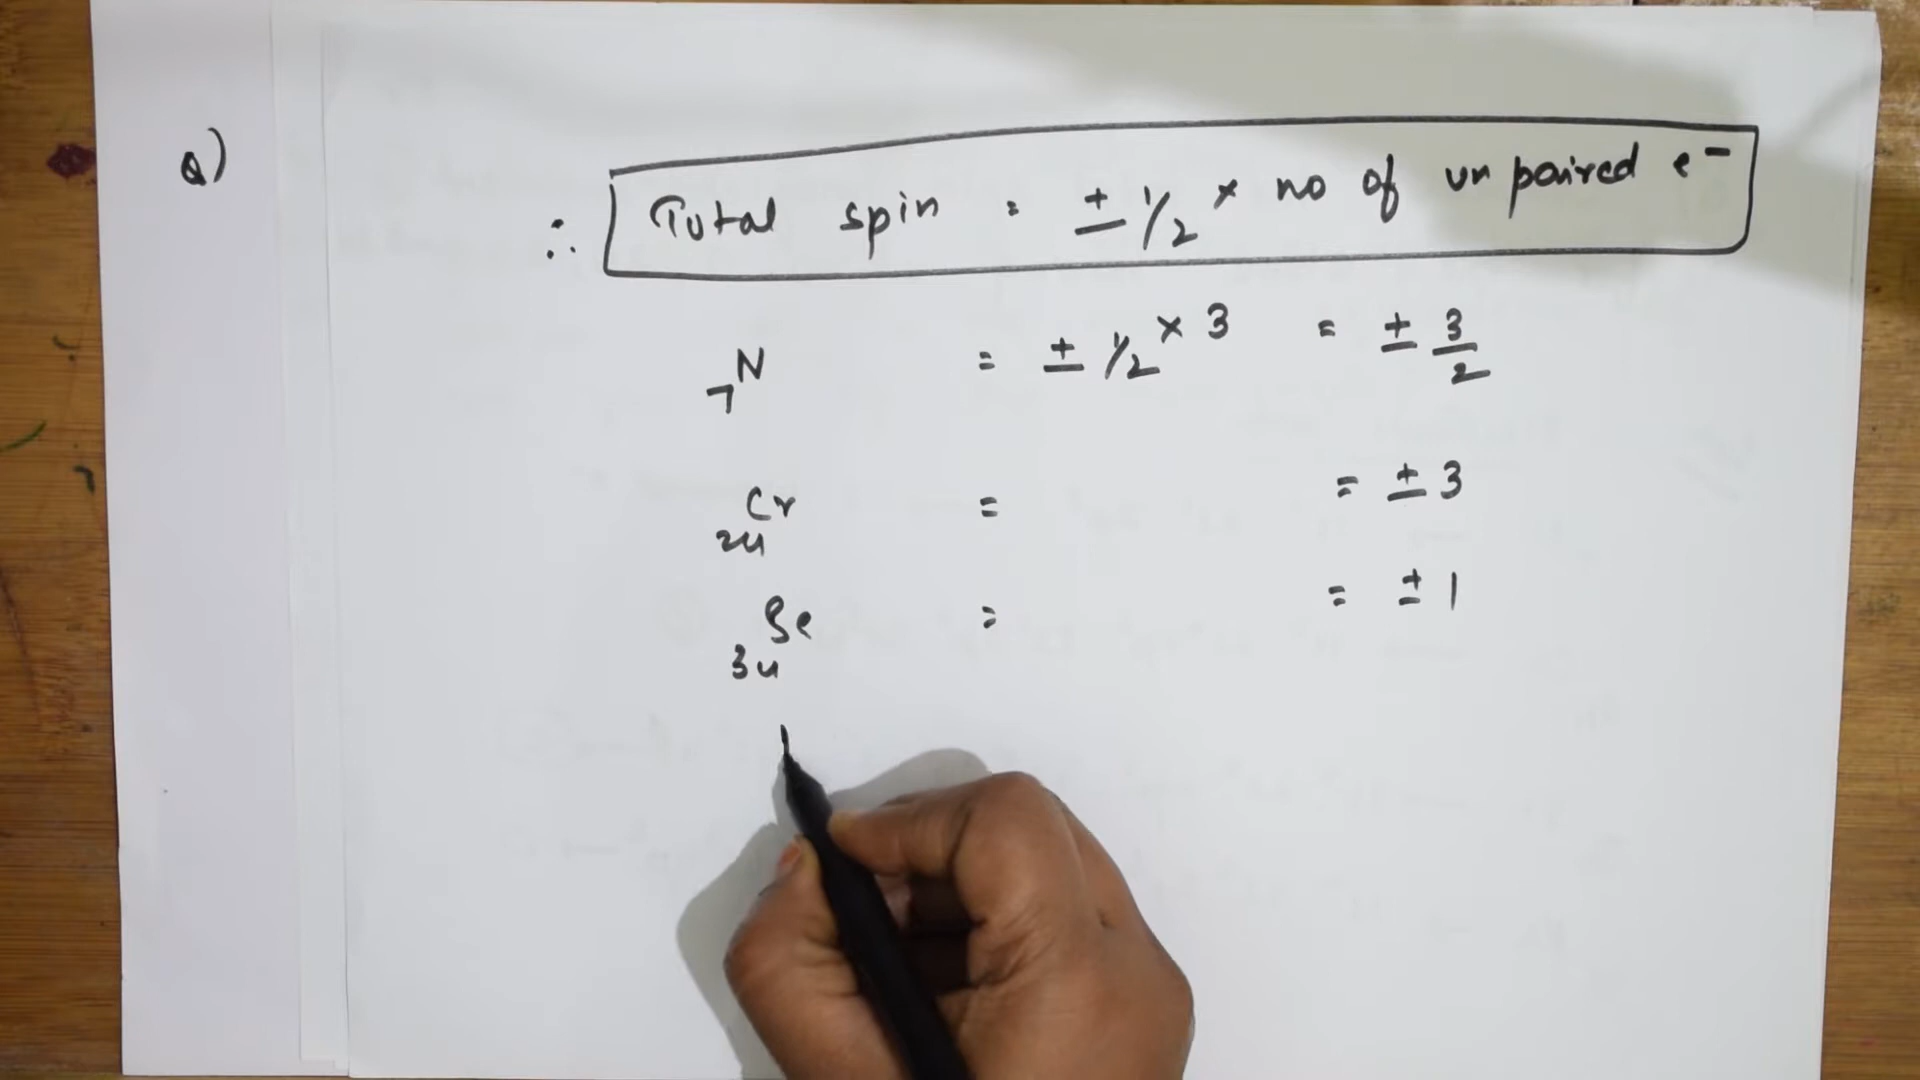 Q)
∴ Total spin = ± 1/2 × no of unpaired e⁻
₇N = ± 1/2 × 3 = ± 3/2
₂₄Cr = = ± 3
₃₄Se = = ± 1